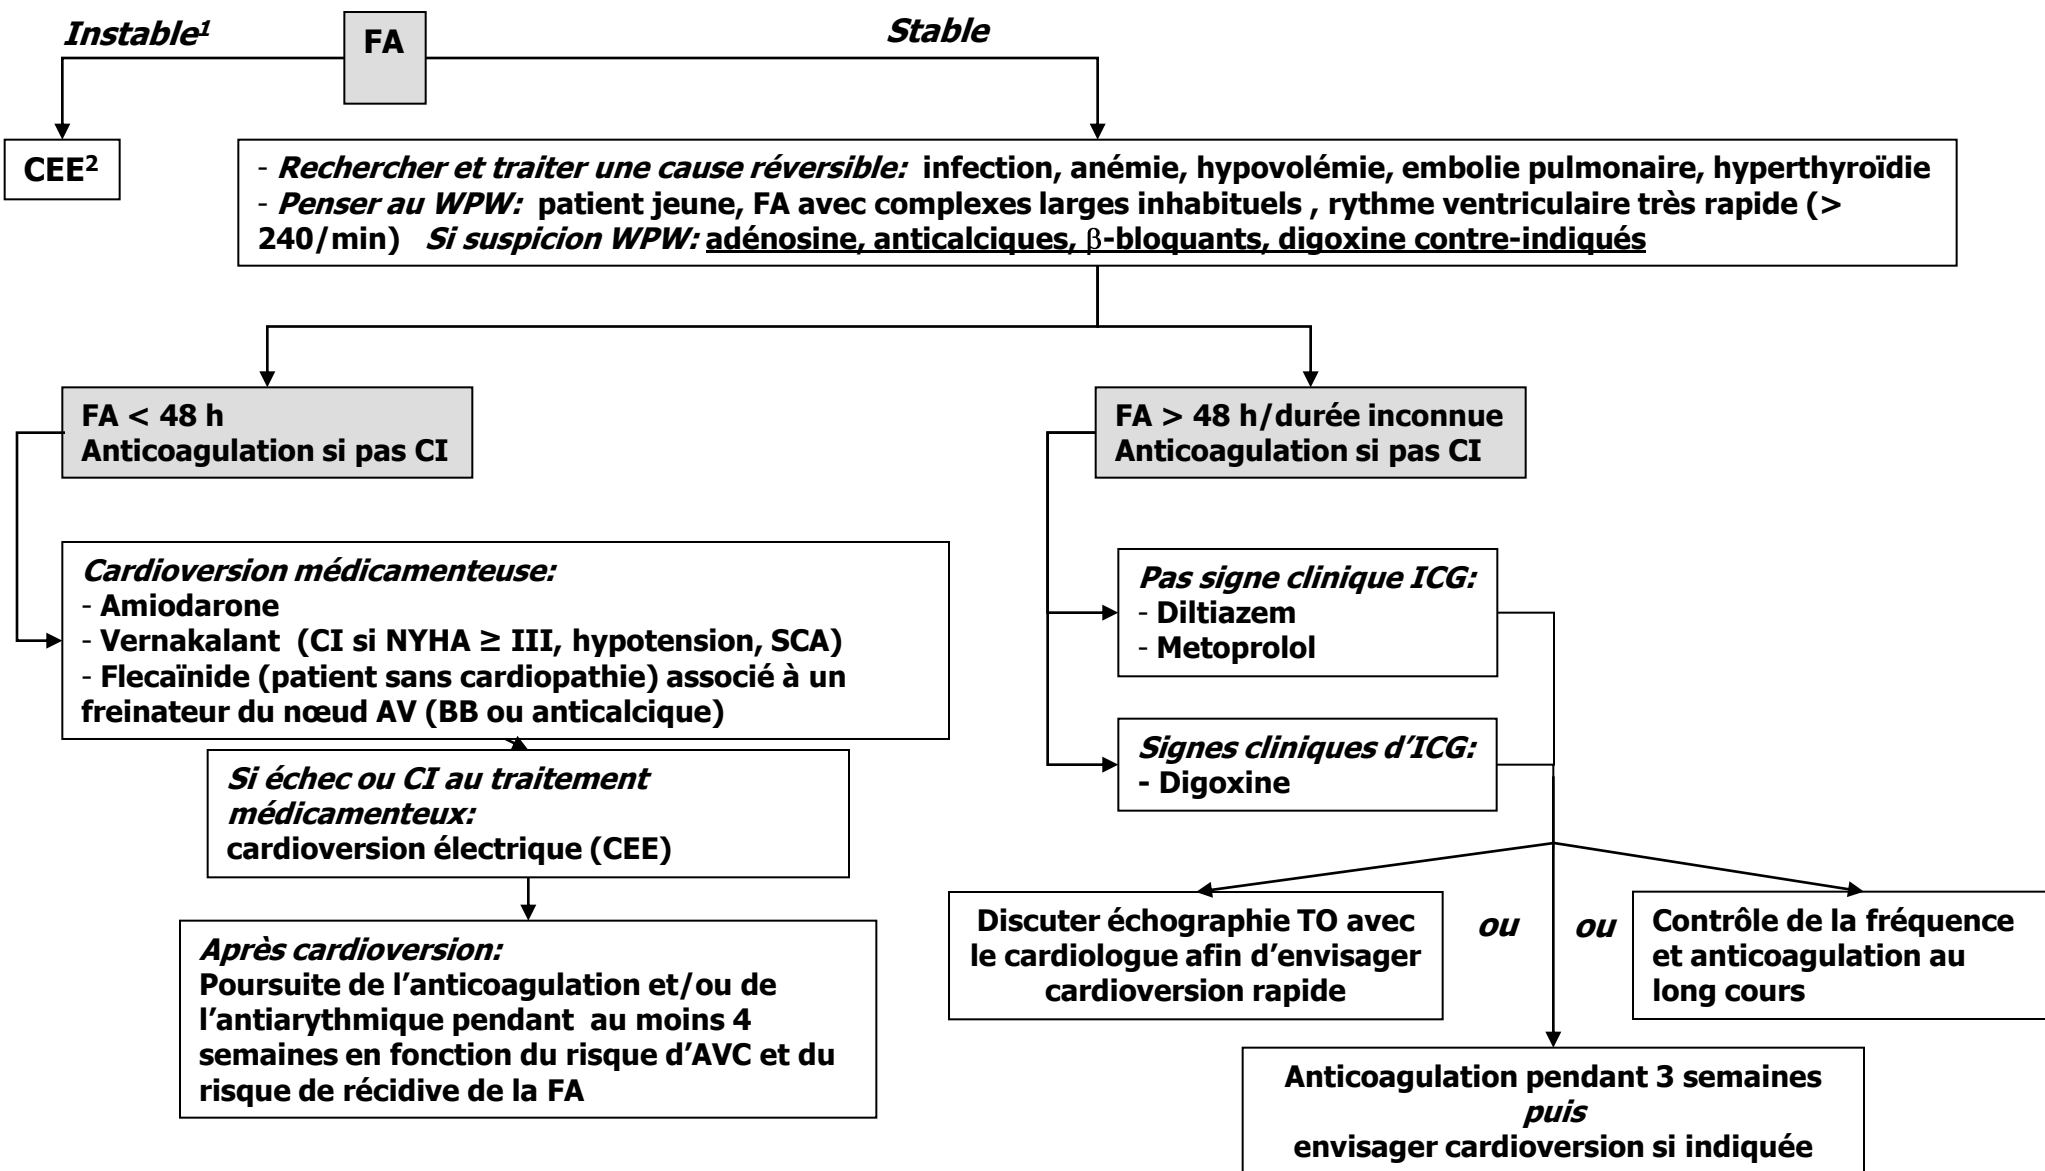 Instable¹
FA
Stable
CEE²
- Rechercher et traiter une cause réversible: infection, anémie, hypovolémie, embolie pulmonaire, hyperthyroïdie
- Penser au WPW: patient jeune, FA avec complexes larges inhabituels , rythme ventriculaire très rapide (>
240/min) Si suspicion WPW: adénosine, anticalciques, β-bloquants, digoxine contre-indiqués
FA < 48 h
Anticoagulation si pas CI
FA > 48 h/durée inconnue
Anticoagulation si pas CI
Cardioversion médicamenteuse:
- Amiodarone
- Vernakalant (CI si NYHA ≥ III, hypotension, SCA)
- Flecaïnide (patient sans cardiopathie) associé à un
freinateur du nœud AV (BB ou anticalcique)
Si échec ou CI au traitement
médicamenteux:
cardioversion électrique (CEE)
Après cardioversion:
Poursuite de l’anticoagulation et/ou de
l’antiarythmique pendant au moins 4
semaines en fonction du risque d’AVC et du
risque de récidive de la FA
Pas signe clinique ICG:
- Diltiazem
- Metoprolol
Signes cliniques d’ICG:
- Digoxine
Discuter échographie TO avec
le cardiologue afin d’envisager
cardioversion rapide
ou
ou
Contrôle de la fréquence
et anticoagulation au
long cours
Anticoagulation pendant 3 semaines
puis
envisager cardioversion si indiquée